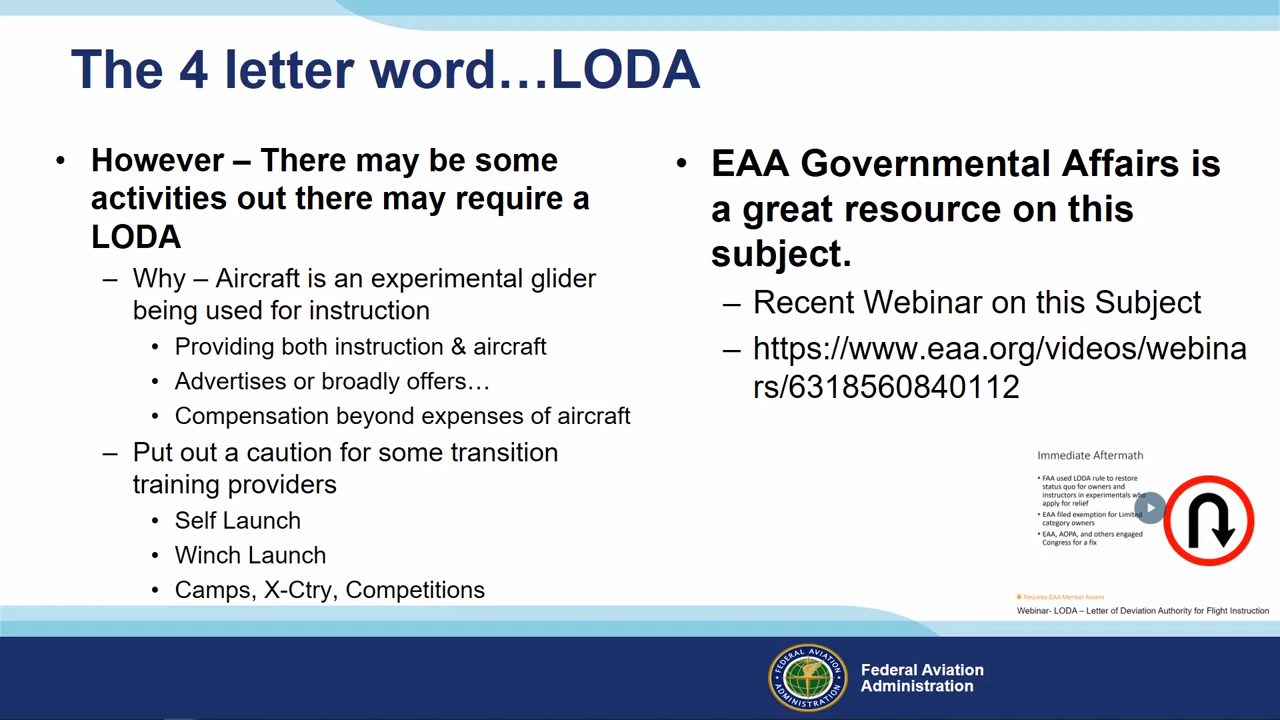 The 4 letter word…LODA
• However – There may be some
activities out there may require a
LODA
– Why – Aircraft is an experimental glider
being used for instruction
• Providing both instruction & aircraft
• Advertises or broadly offers…
• Compensation beyond expenses of aircraft
– Put out a caution for some transition
training providers
• Self Launch
• Winch Launch
• Camps, X-Ctry, Competitions
• EAA Governmental Affairs is
a great resource on this
subject.
– Recent Webinar on this Subject
– https://www.eaa.org/videos/webina
rs/6318560840112
Immediate Aftermath
• FAA used LODA rule to restore
status quo for owners and
instructors in experimentals who
apply for relief
• EAA filed exemption for Limited
category owners
• EAA, AOPA, and others engaged
Congress for a fix
Requires EAA Member Access
Webinar- LODA – Letter of Deviation Authority for Flight Instruction
FEDERAL AVIATION
ADMINISTRATION
Federal Aviation
Administration